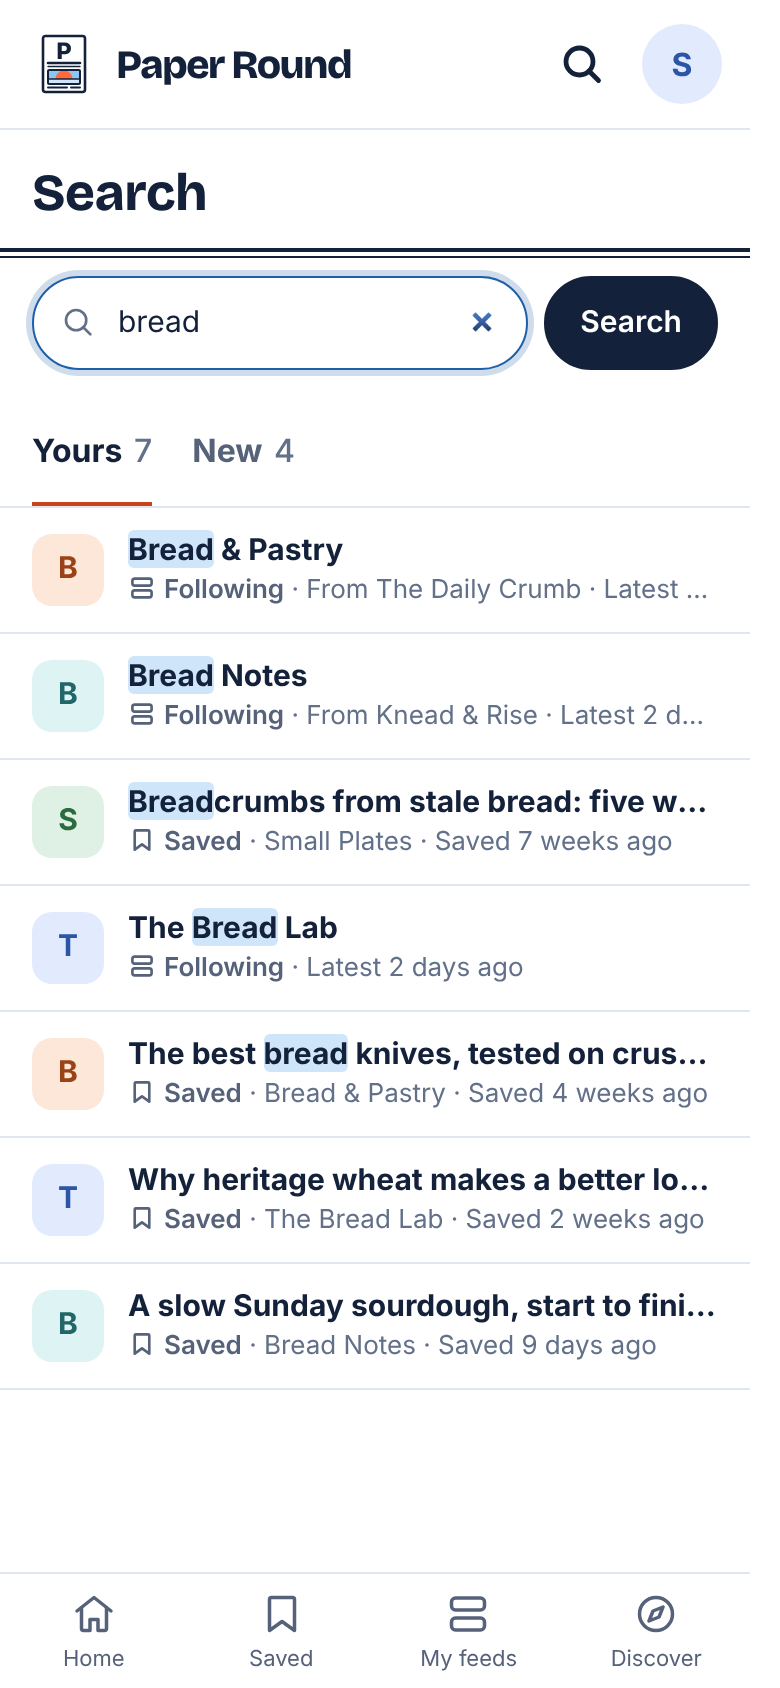 P
Paper Round
S
Search
bread
Search
Yours 7
New 4
B
Bread & Pastry
Following · From The Daily Crumb · Latest ...
B
Bread Notes
Following · From Knead & Rise · Latest 2 d...
S
Breadcrumbs from stale bread: five w...
Saved · Small Plates · Saved 7 weeks ago
T
The Bread Lab
Following · Latest 2 days ago
B
The best bread knives, tested on crus...
Saved · Bread & Pastry · Saved 4 weeks ago
T
Why heritage wheat makes a better lo...
Saved · The Bread Lab · Saved 2 weeks ago
B
A slow Sunday sourdough, start to fini...
Saved · Bread Notes · Saved 9 days ago
Home
Saved
My feeds
Discover